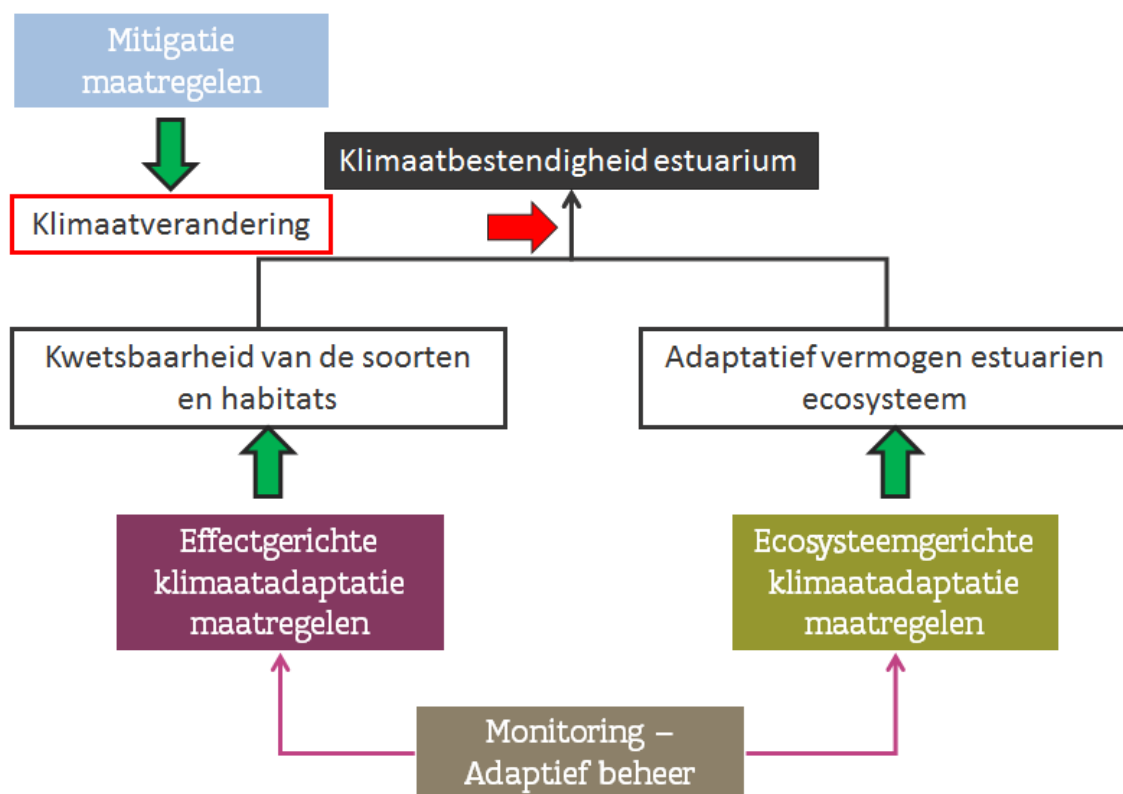 Mitigatie
maatregelen
Klimaatbestendigheid estuarium
Klimaatverandering
Kwetsbaarheid van de soorten
en habitats
Adaptatief vermogen estuarien
ecosysteem
Effectgerichte
klimaatadaptatie
maatregelen
Ecosysteemgerichte
klimaatadaptatie
maatregelen
Monitoring –
Adaptief beheer